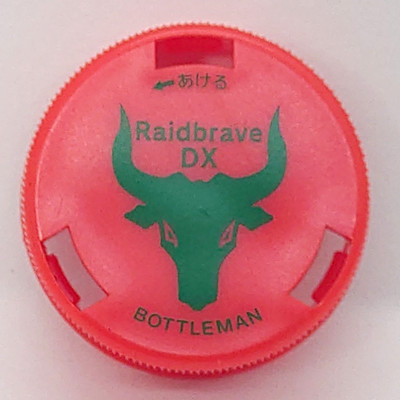 ←あける
Raidbrave
DX
BOTTLEMAN